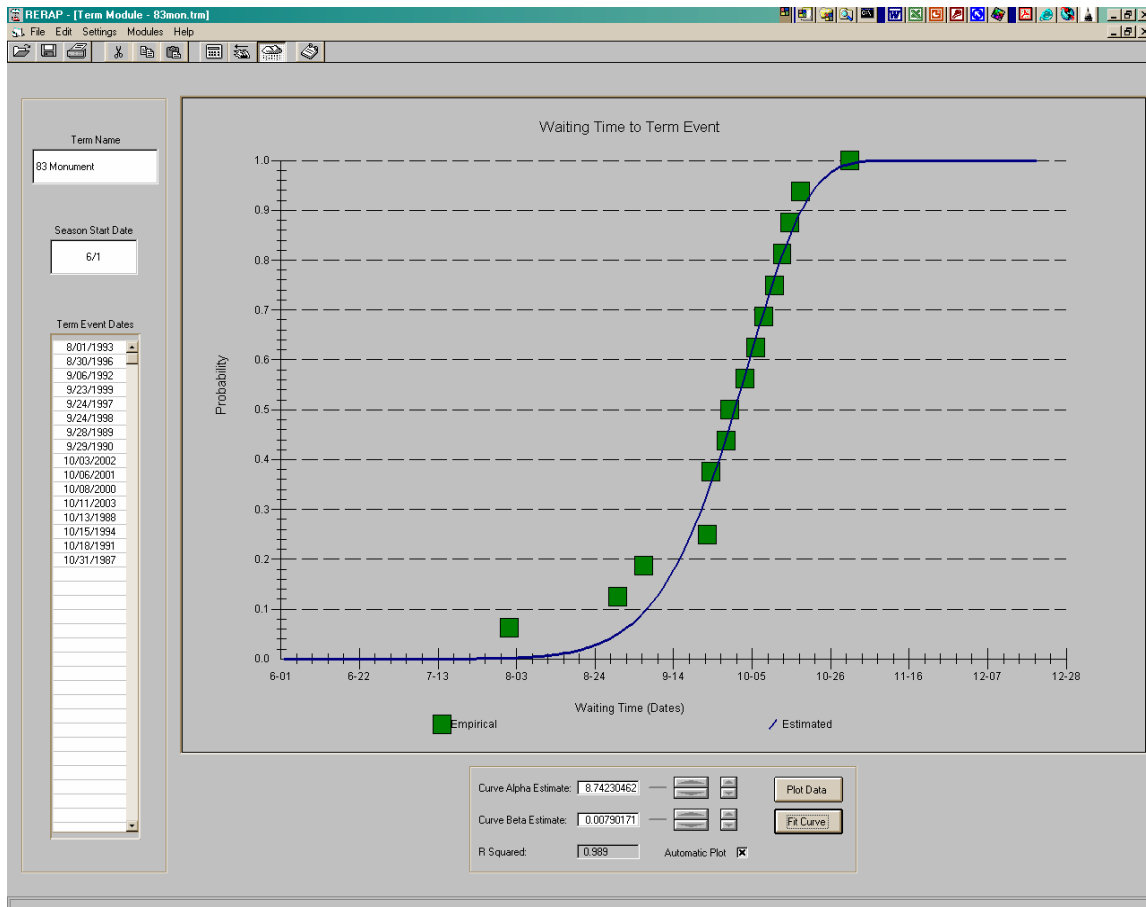 RERAP - [Term Module - 83mon.trm]
File Edit Settings Modules Help
Term Name
83 Monument
Season Start Date
6/1
Term Event Dates
8/01/1993
8/30/1996
9/06/1992
9/23/1999
9/24/1997
9/24/1998
9/28/1989
9/29/1990
10/03/2002
10/06/2001
10/08/2000
10/11/2003
10/13/1988
10/15/1994
10/18/1991
10/31/1987
Waiting Time to Term Event
Probability
1.0
0.9
0.8
0.7
0.6
0.5
0.4
0.3
0.2
0.1
0.0
6-01 6-22 7-13 8-03 8-24 9-14 10-05 10-26 11-16 12-07 12-28
Waiting Time (Dates)
Empirical Estimated
Curve Alpha Estimate: 8.74230462 Plot Data
Curve Beta Estimate: 0.00790171 Fit Curve
R Squared: 0.989 Automatic Plot